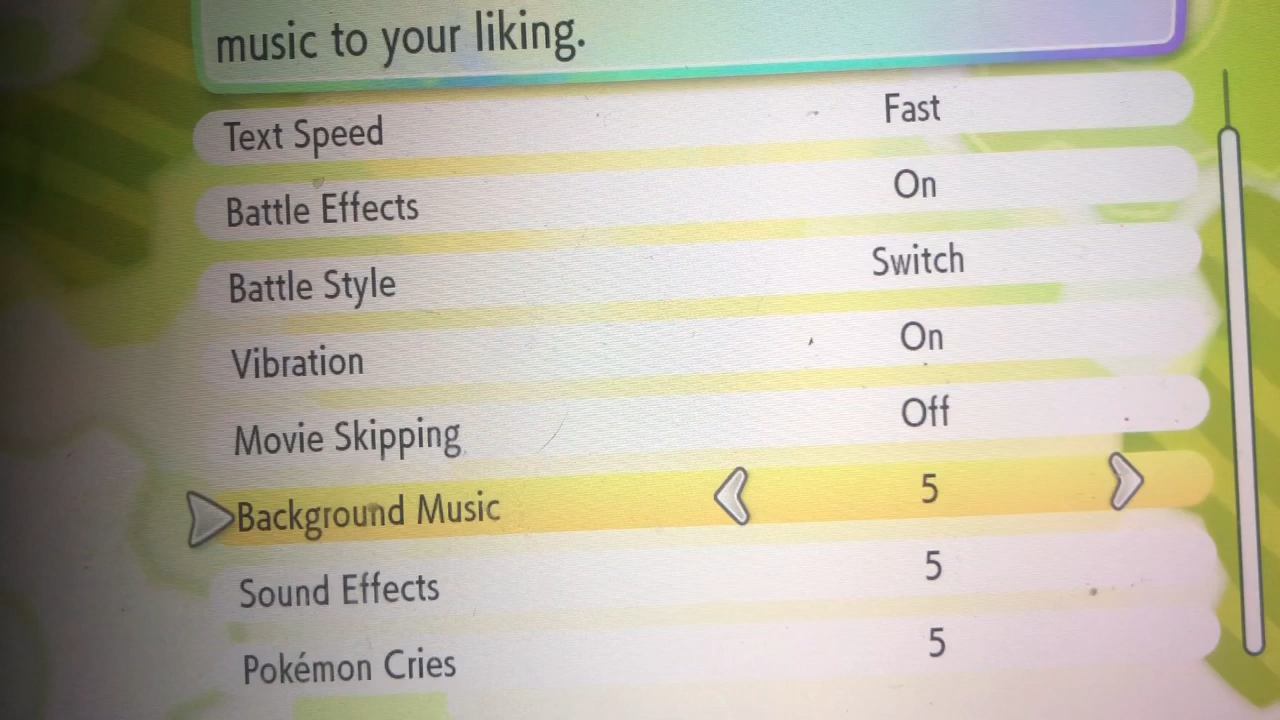 music to your liking.
Text Speed Fast
Battle Effects On
Battle Style Switch
Vibration On
Movie Skipping Off
Background Music 5
Sound Effects 5
Pokémon Cries 5